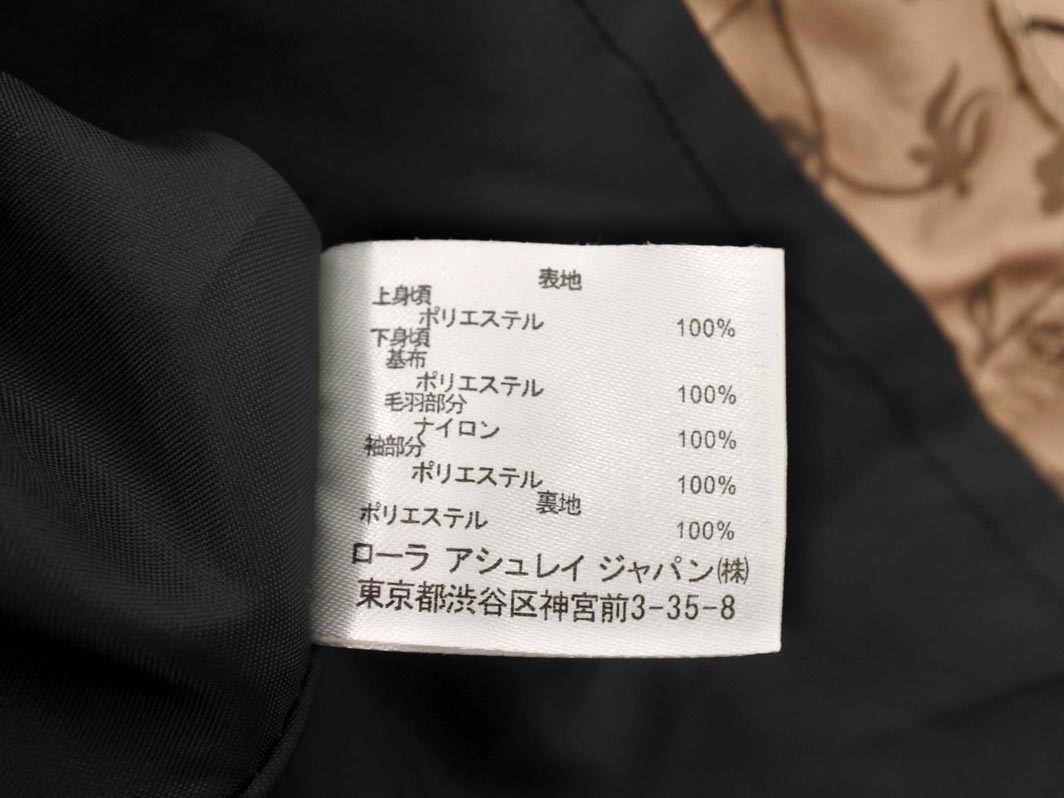 表地
上身頃
ポリエステル 100%
下身頃
基布
ポリエステル 100%
毛羽部分
ナイロン 100%
袖部分
ポリエステル 100%
裏地
ポリエステル 100%
ローラ アシュレイ ジャパン㈱
東京都渋谷区神宮前3-35-8